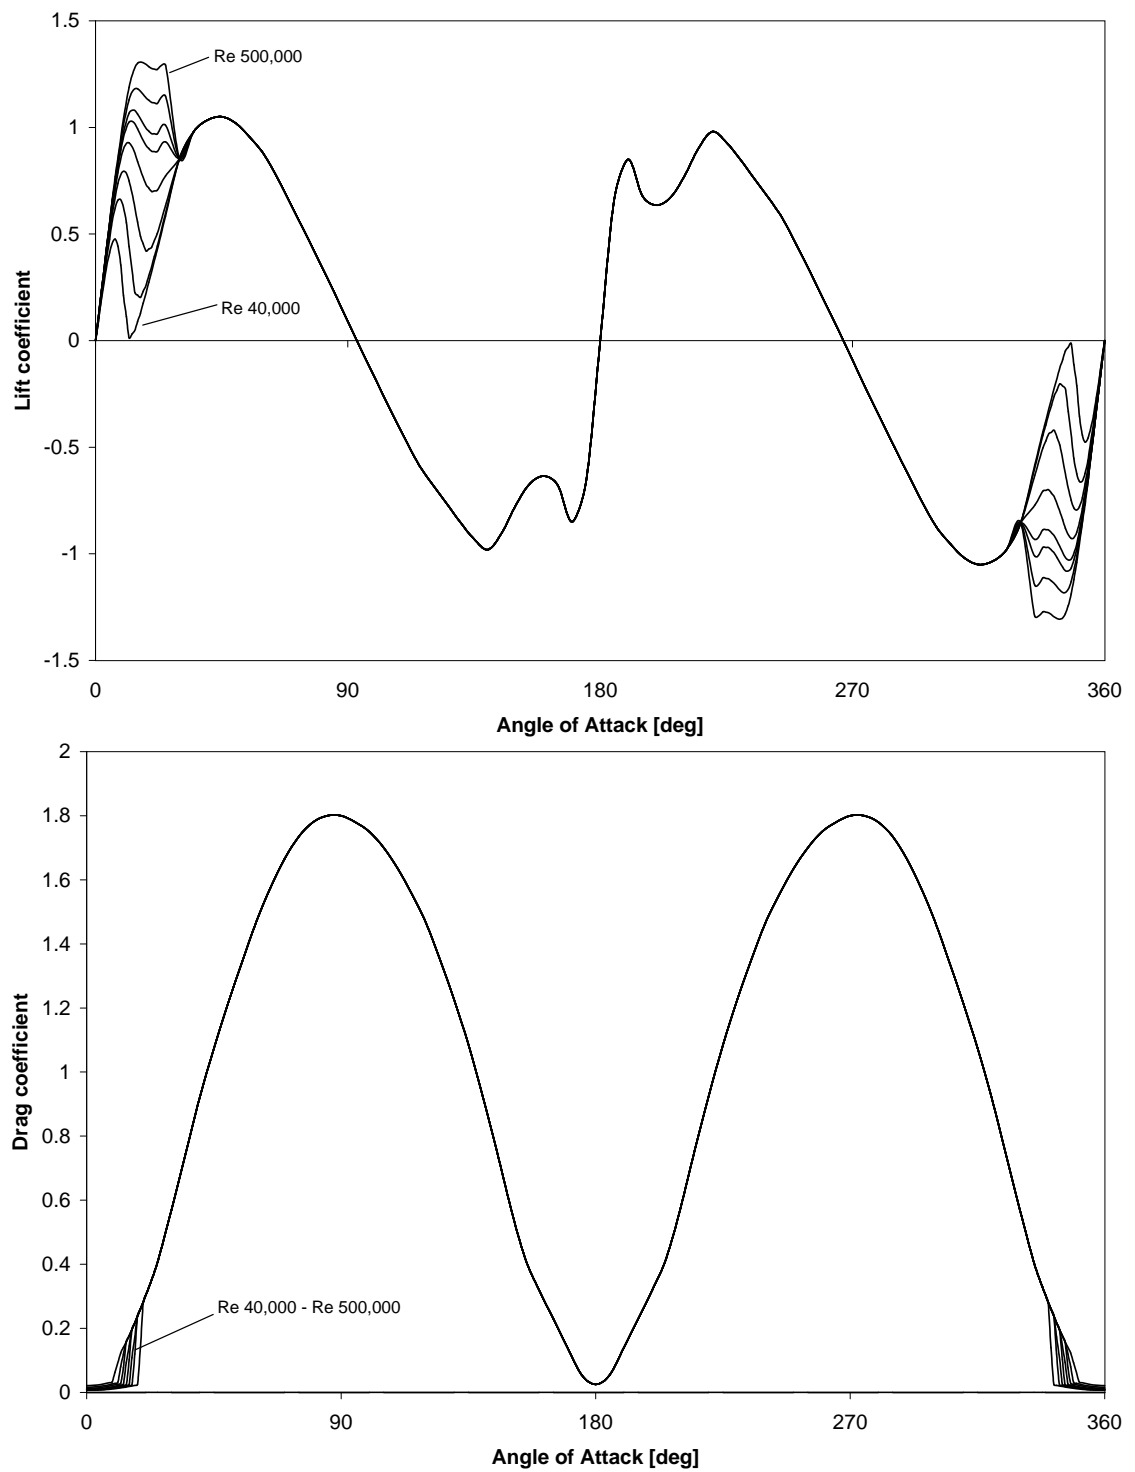 1.5
Re 500,000
1
0.5
Re 40,000
0
Lift coefficient
-0.5
-1
-1.5
0 90 180 270 360
Angle of Attack [deg]
2
1.8
1.6
1.4
1.2
Drag coefficient
1
0.8
0.6
0.4
Re 40,000 - Re 500,000
0.2
0
0 90 180 270 360
Angle of Attack [deg]